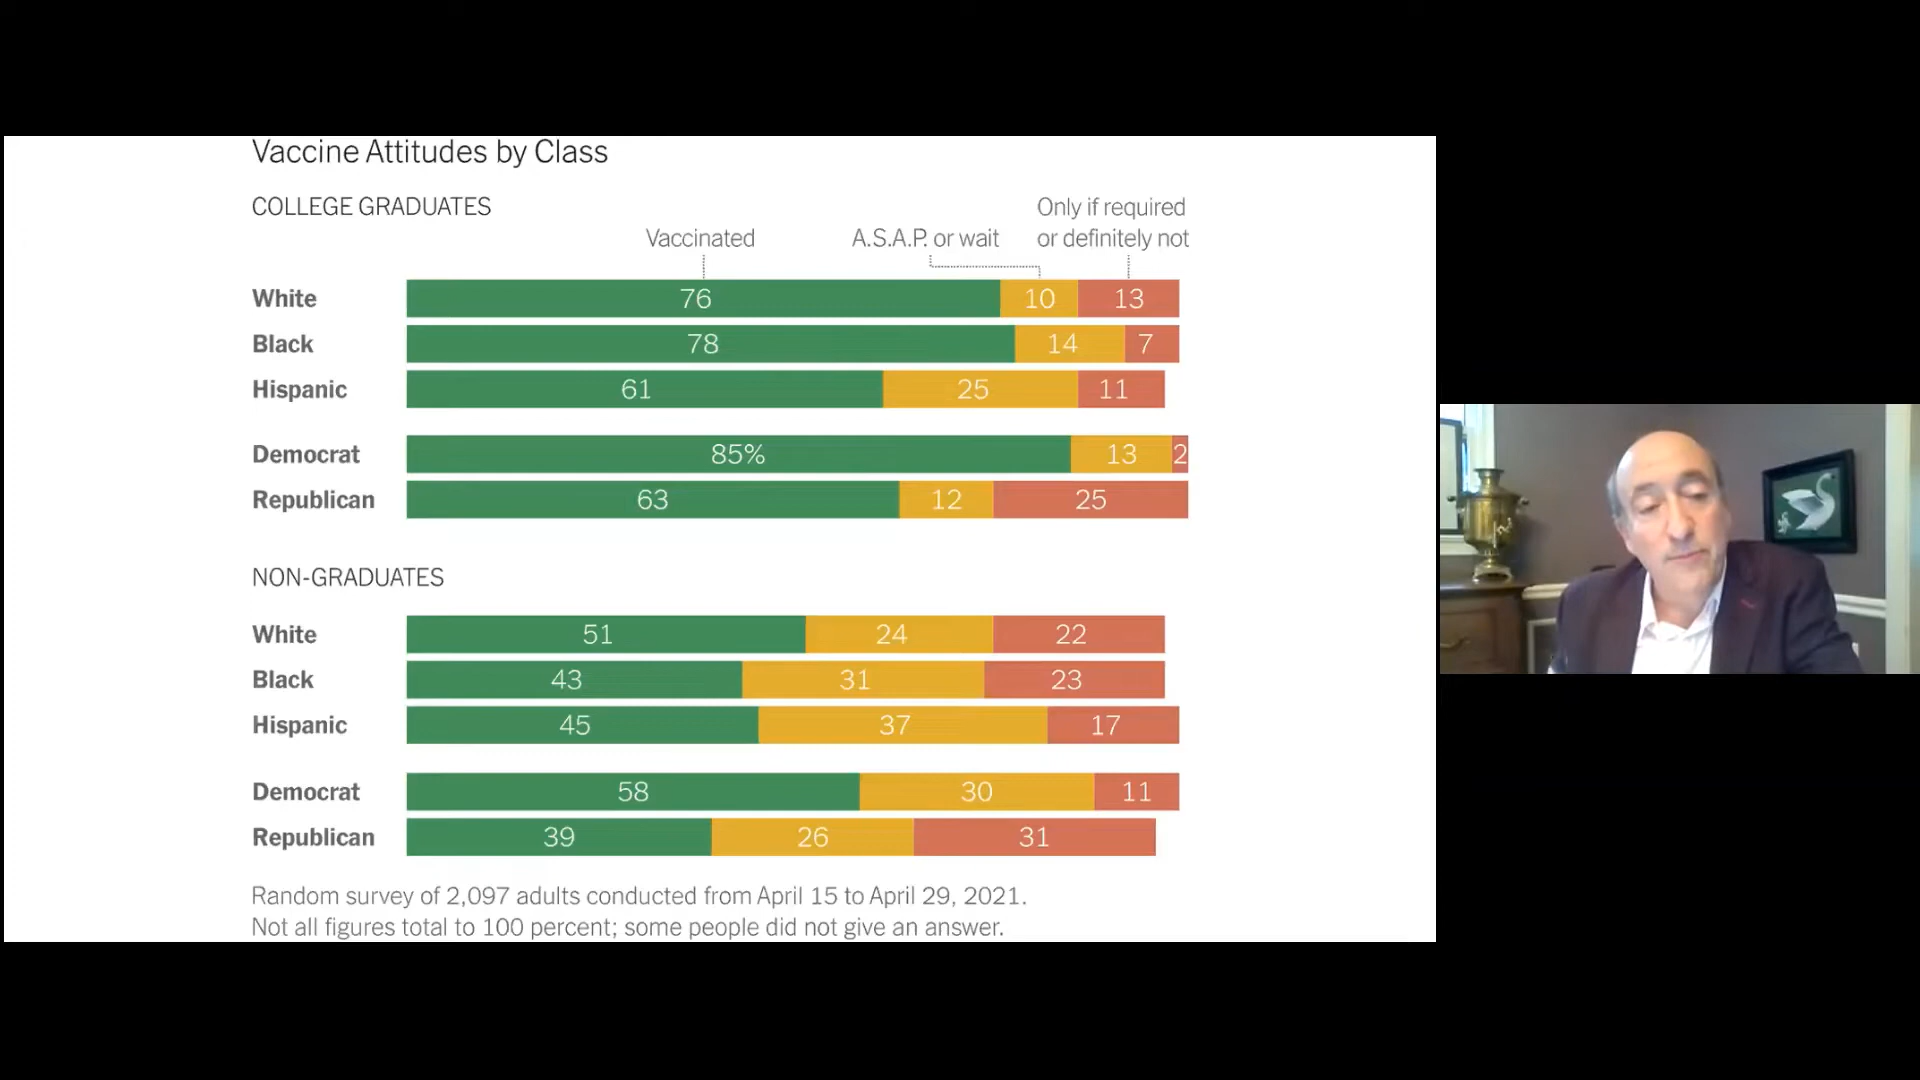 Vaccine Attitudes by Class
COLLEGE GRADUATES
Only if required
Vaccinated A.S.A.P. or wait or definitely not
White 76 10 13
Black 78 14 7
Hispanic 61 25 11
Democrat 85% 13 2
Republican 63 12 25
NON-GRADUATES
White 51 24 22
Black 43 31 23
Hispanic 45 37 17
Democrat 58 30 11
Republican 39 26 31
Random survey of 2,097 adults conducted from April 15 to April 29, 2021.
Not all figures total to 100 percent; some people did not give an answer.